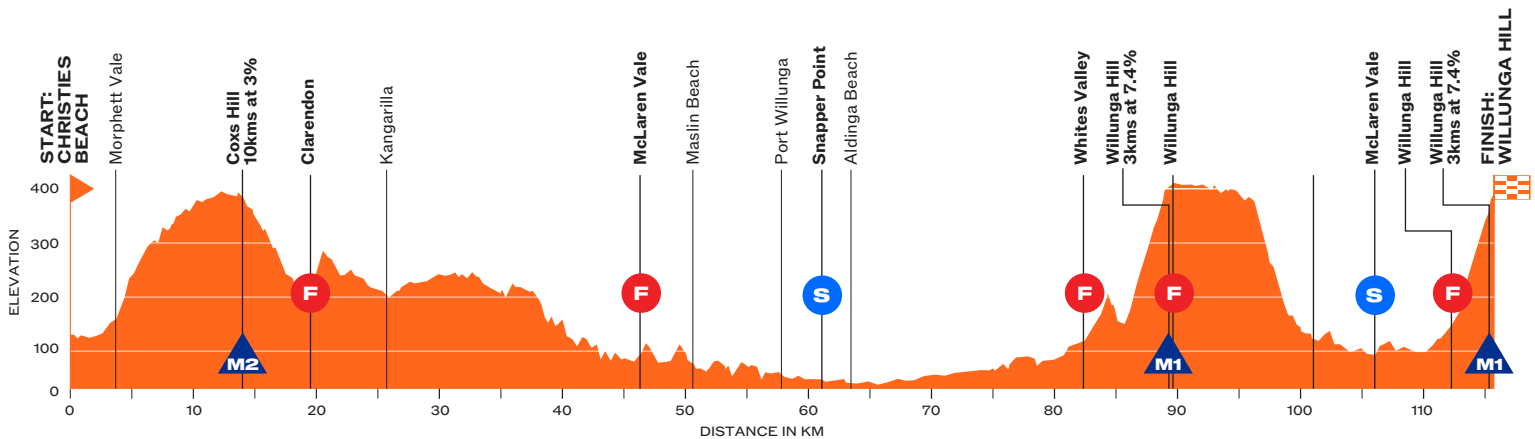 START:
CHRISTIES
BEACH
Morphett Vale
Coxs Hill
10kms at 3%
Clarendon
Kangarilla
McLaren Vale
Maslin Beach
Port Willunga
Snapper Point
Aldinga Beach
Whites Valley
Willunga Hill
3kms at 7.4%
Willunga Hill
McLaren Vale
Willunga Hill
Willunga Hill
3kms at 7.4%
FINISH:
WILLUNGA HILL
ELEVATION
400
300
200
100
0
F
F
S
F
F
S
F
M2
M1
M1
0
10
20
30
40
50
60
70
80
90
100
110
DISTANCE IN KM